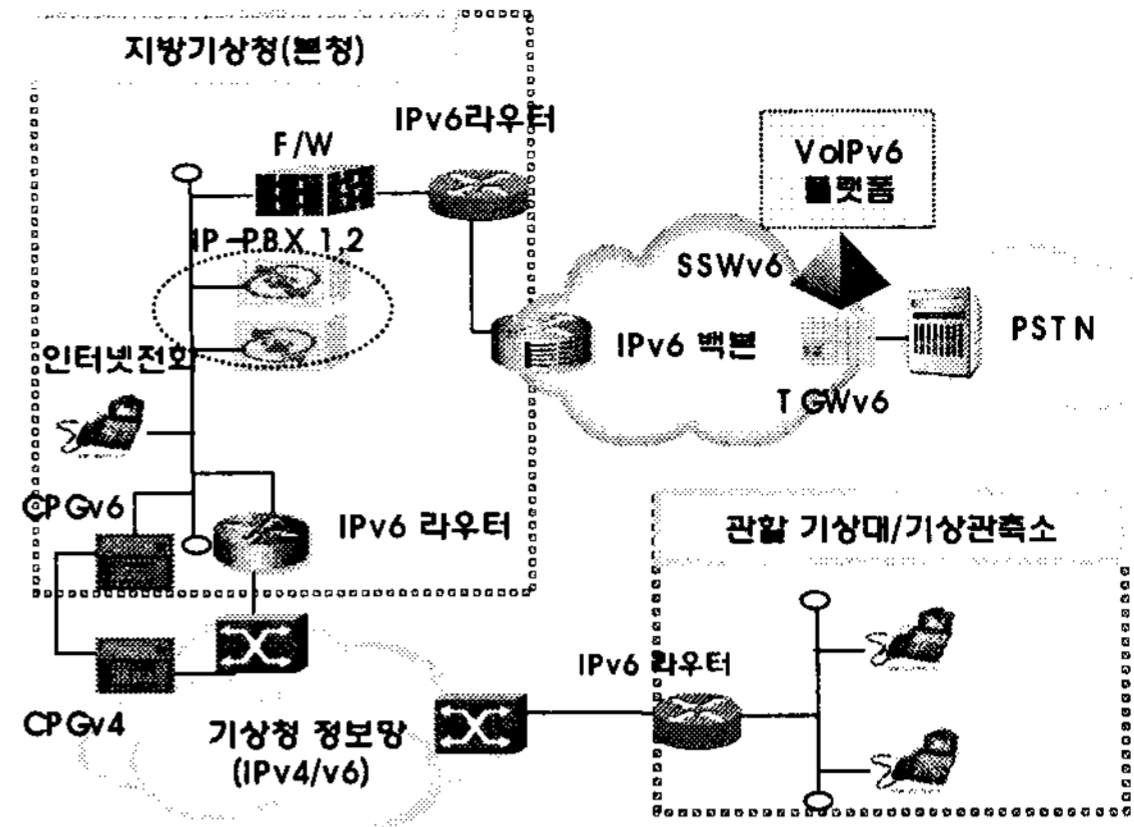 지방기상청(본청)
IPv6라우터
F/W
VoIPv6
플랫폼
IP-P.B.X 1,2
SSWv6
IPv6 백본
PSTN
인터넷전화
TGWv6
CPGv6
IPv6 라우터
관할 기상대/기상관측소
IPv6 라우터
CPGv4
기상청 정보망
(IPv4/v6)